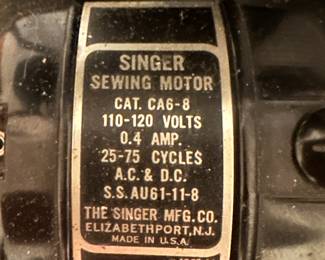 SINGER
SEWING MOTOR
CAT. CA6-8
110-120 VOLTS
0.4 AMP.
25-75 CYCLES
A.C. & D.C.
S.S. AU61-11-8
THE SINGER MFG. CO.
ELIZABETHPORT, N.J.
MADE IN U.S.A.